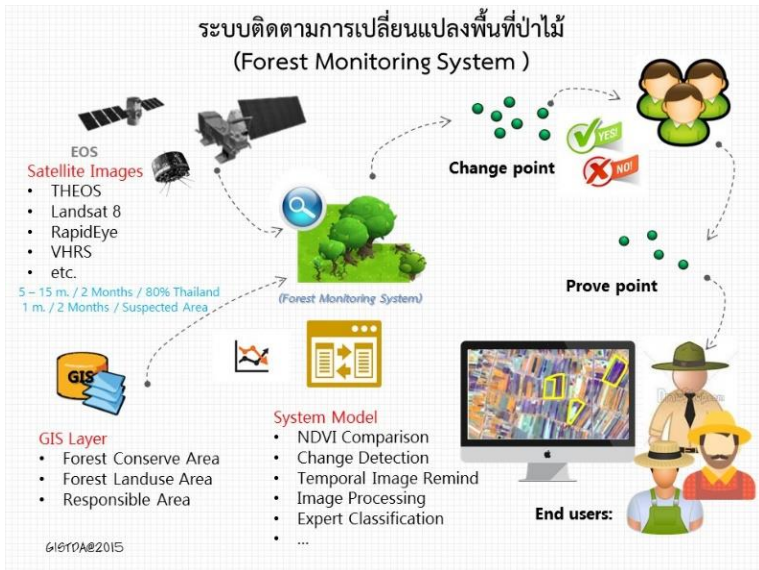 ระบบติดตามการเปลี่ยนแปลงพื้นที่ป่าไม้
(Forest Monitoring System )
EOS
Satellite Images
• THEOS
• Landsat 8
• RapidEye
• VHRS
• etc.
5 – 15 m. / 2 Months / 80% Thailand
1 m. / 2 Months / Suspected Area
(Forest Monitoring System)
Change point
YES!
NO!
Prove point
GIS
GIS Layer
• Forest Conserve Area
• Forest Landuse Area
• Responsible Area
System Model
• NDVI Comparison
• Change Detection
• Temporal Image Remind
• Image Processing
• Expert Classification
• ...
End users:
GISTDA@2015